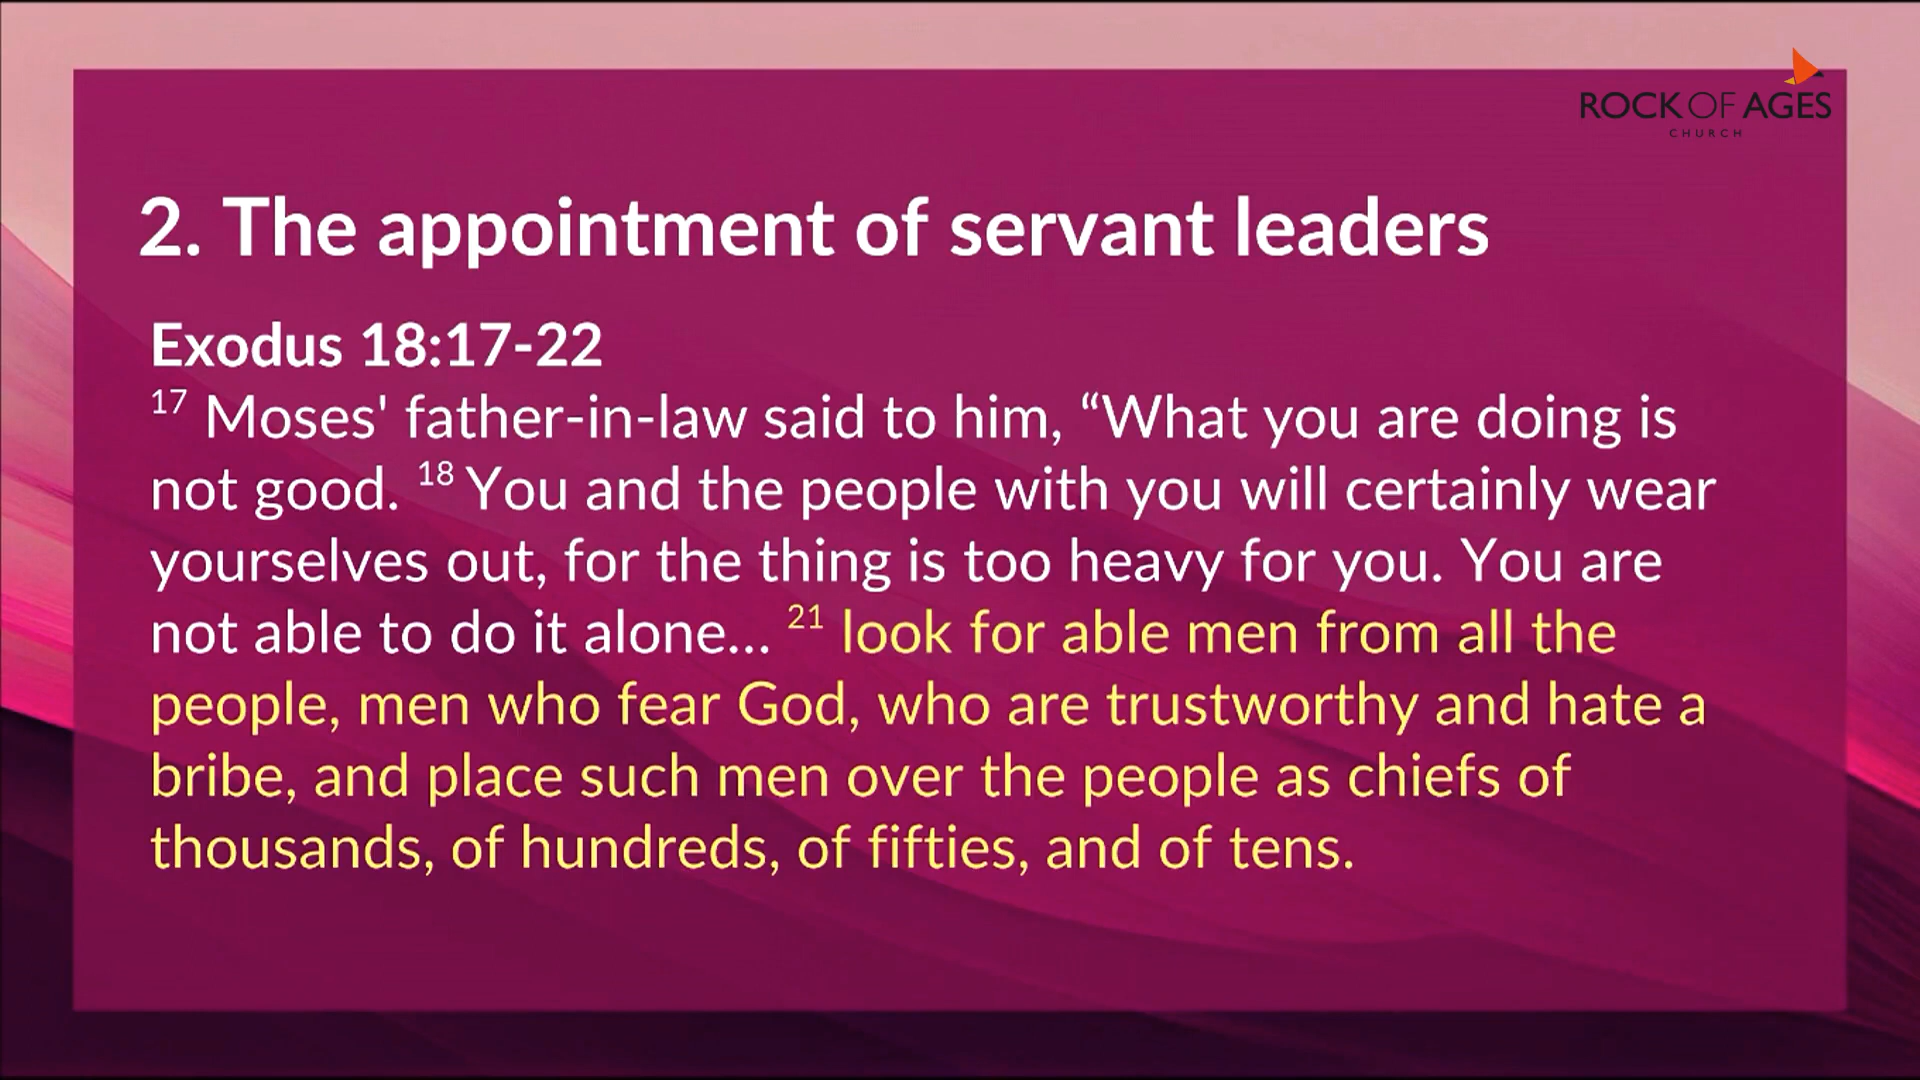 ROCK OF AGES
CHURCH
2. The appointment of servant leaders
Exodus 18:17-22
17 Moses' father-in-law said to him, “What you are doing is
not good. 18 You and the people with you will certainly wear
yourselves out, for the thing is too heavy for you. You are
not able to do it alone... 21 look for able men from all the
people, men who fear God, who are trustworthy and hate a
bribe, and place such men over the people as chiefs of
thousands, of hundreds, of fifties, and of tens.